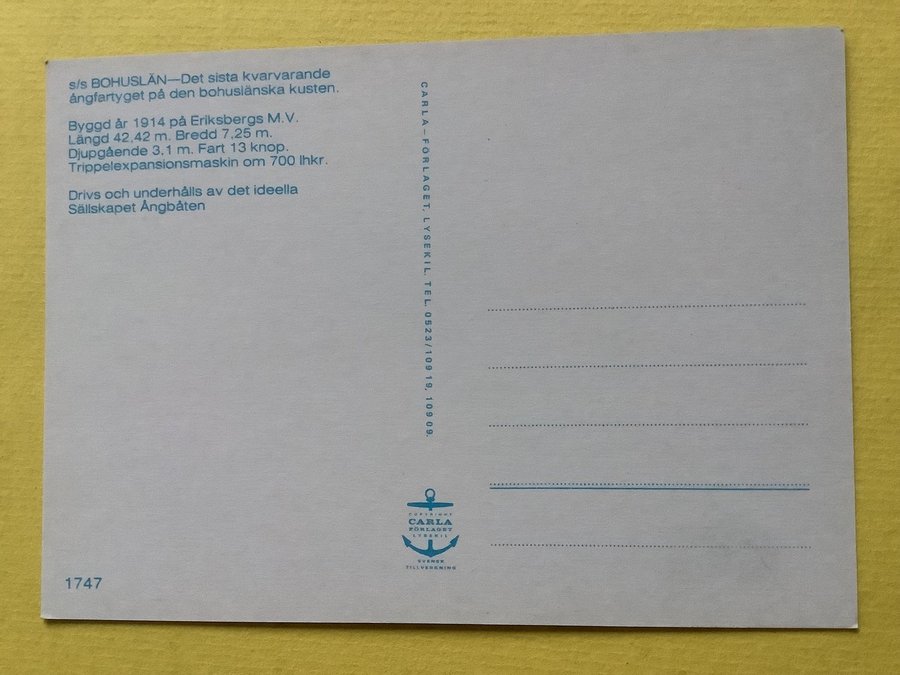 s/s BOHUSLÄN—Det sista kvarvarande
ångfartyget på den bohuslänska kusten.
Byggd år 1914 på Eriksbergs M.V.
Längd 42,42 m. Bredd 7,25 m.
Djupgående 3,1 m. Fart 13 knop.
Trippelexpansionsmaskin om 700 Ihkr.
Drivs och underhålls av det ideella
Sällskapet Ångbåten
1747
CARLA-FÖRLAGET, LYSEKIL. TEL. 0523/109 19, 109 09.
COPYRIGHT
CARLA
FÖRLAGET
LYSEKIL
SVENSK
TILLVERKNING